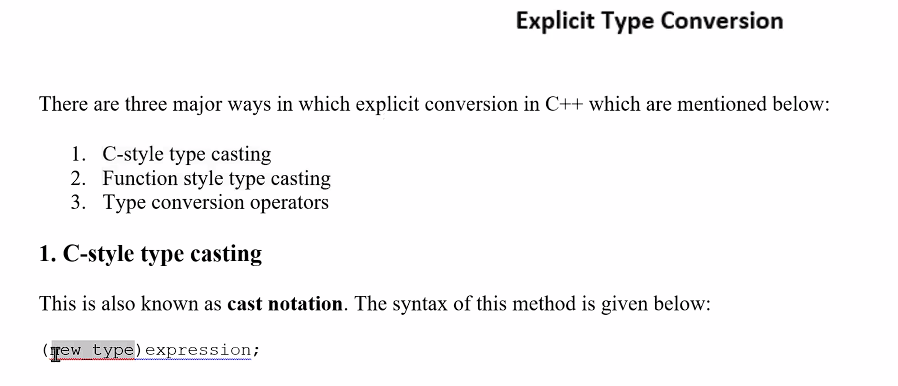 Explicit Type Conversion
There are three major ways in which explicit conversion in C++ which are mentioned below:
1. C-style type casting
2. Function style type casting
3. Type conversion operators
1. C-style type casting
This is also known as cast notation. The syntax of this method is given below:
(new_type)expression;